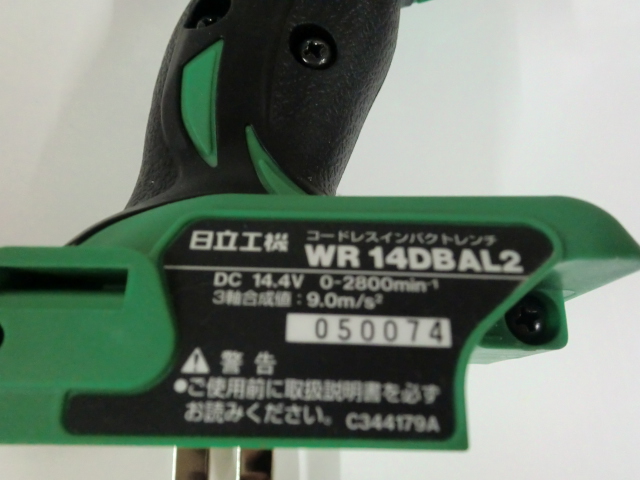 日立工機 コードレスインパクトレンチ
WR 14DBAL2
DC 14.4V 0-2800min⁻¹
3軸合成値：9.0m/s²
050074
警告
●ご使用前に取扱説明書を必ず
お読みください。 C344179A